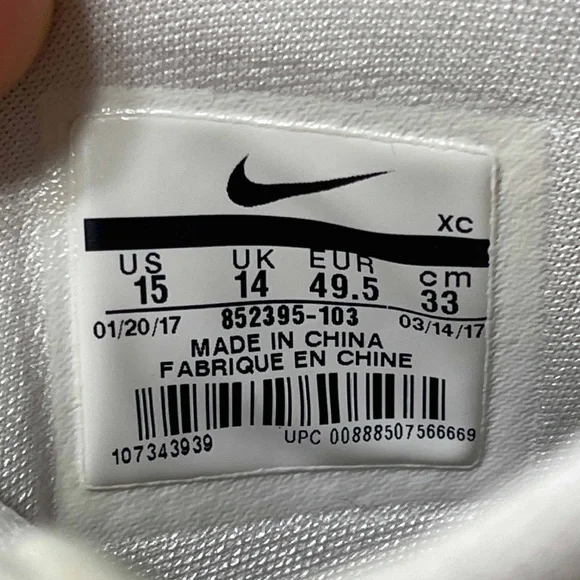 XC
US UK EUR cm
15 14 49.5 33
01/20/17 852395-103 03/14/17
MADE IN CHINA
FABRIQUE EN CHINE
107343939 UPC 00888507566669